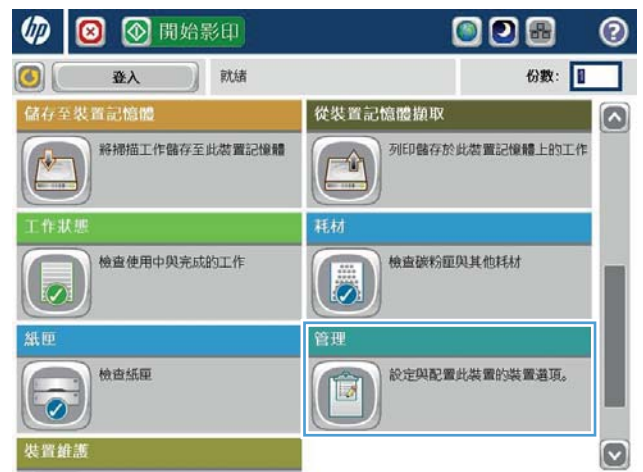 hp 開始影印
登入 就緒 份數: 1
儲存至裝置記憶體 從裝置記憶體擷取
將掃描工作儲存至此裝置記憶體 列印儲存於此裝置記憶體上的工作
工作狀態 耗材
檢查使用中與完成的工作 檢查碳粉匣與其他耗材
紙匣 管理
檢查紙匣 設定與配置此裝置的裝置選項。
裝置維護